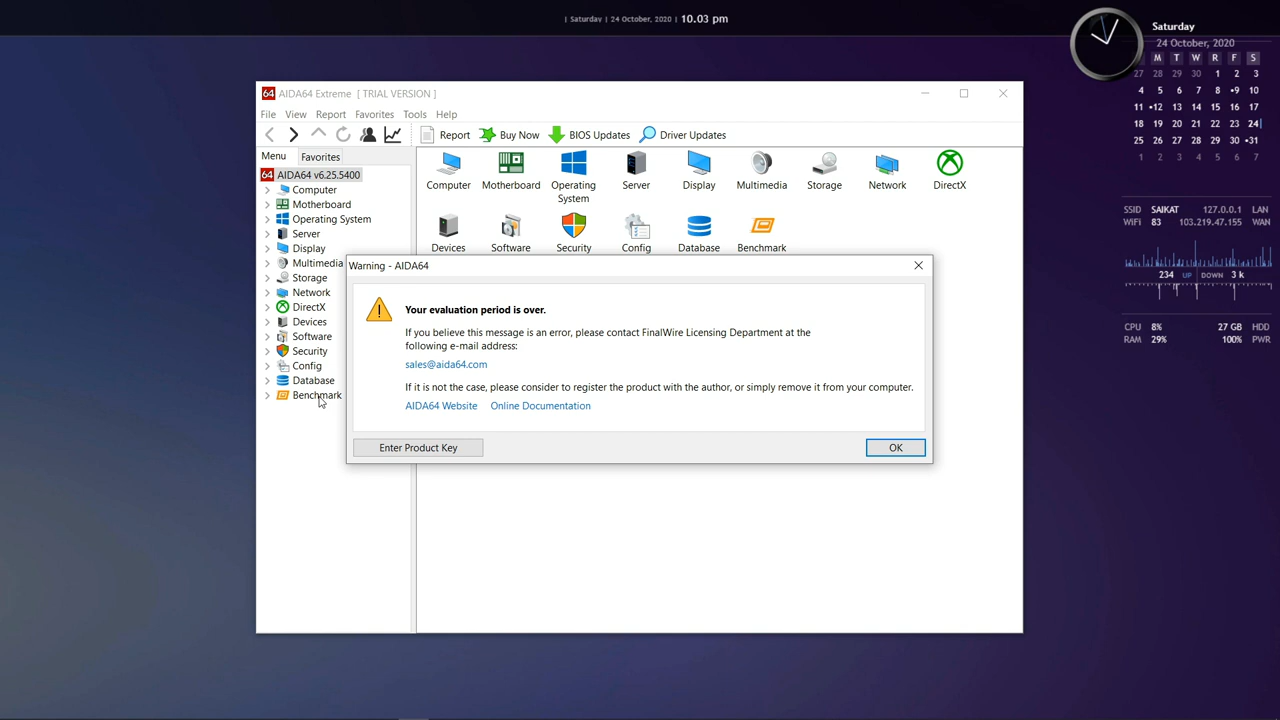 | Saturday | 24 October, 2020 | 10.03 pm
Saturday
24 October, 2020
M T W R F S
27 28 29 30 1 2 3
4 5 6 7 8 •9 10
11 •12 13 14 15 16 17
18 19 20 21 22 23 24
25 26 27 28 29 30 •31
1 2 3 4 5 6 7
SSID SAIKAT 127.0.0.1 LAN
WiFi 83 103.219.47.155 WAN
234 UP DOWN 3 k
CPU 8% 27 GB HDD
RAM 29% 100% PWR
64 AIDA64 Extreme [ TRIAL VERSION ]
File View Report Favorites Tools Help
Report Buy Now BIOS Updates Driver Updates
Menu Favorites
64 AIDA64 v6.25.5400
Computer
Motherboard
Operating System
Server
Display
Multimedia
Storage
Network
DirectX
Devices
Software
Security
Config
Database
Benchmark
Computer Motherboard Operating System Server Display Multimedia Storage Network DirectX
Devices Software Security Config Database Benchmark
Warning - AIDA64
Your evaluation period is over.
If you believe this message is an error, please contact FinalWire Licensing Department at the
following e-mail address:
sales@aida64.com
If it is not the case, please consider to register the product with the author, or simply remove it from your computer.
AIDA64 Website Online Documentation
Enter Product Key OK